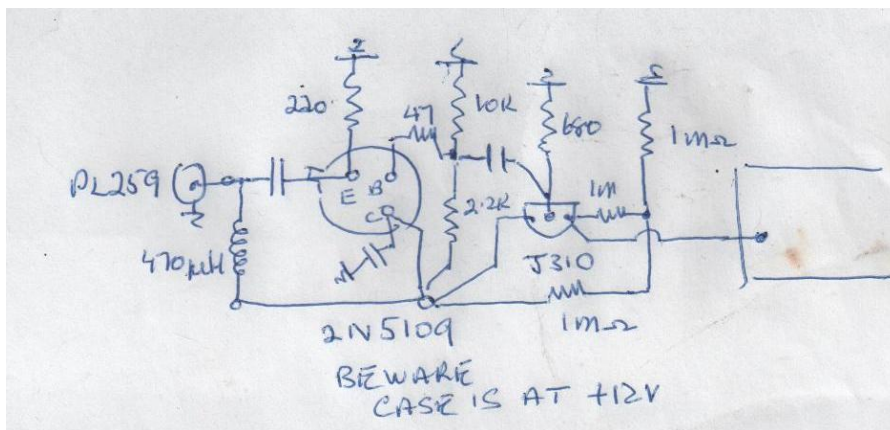 220
47
10K
680
1MΩ
PL259
E
B
C
2.2K
1M
470µH
J310
1MΩ
2N5109
BEWARE
CASE IS AT +12V